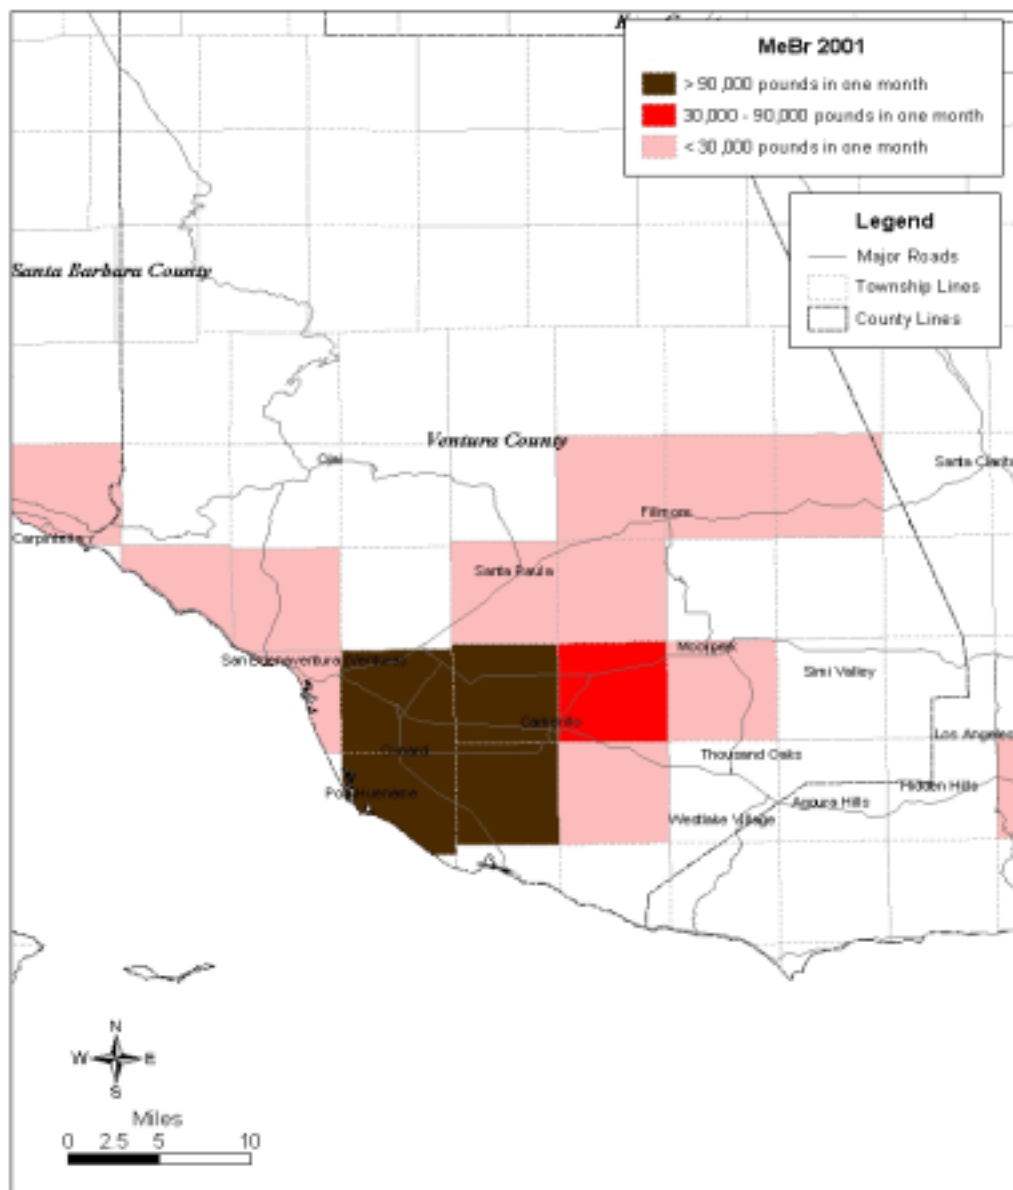 MeBr 2001
> 90,000 pounds in one month
30,000 - 90,000 pounds in one month
< 30,000 pounds in one month
Legend
Major Roads
Township Lines
County Lines
Santa Barbara County
Ventura County
Ojai
Fillmore
Carpinteria
Santa Paula
San Buenaventura (Ventura)
Moorpark
Simi Valley
Camarillo
Los Angeles
Oxnard
Thousand Oaks
Port Hueneme
Hidden Hills
Agoura Hills
Westlake Village
N
W E
S
Miles
0 2.5 5 10